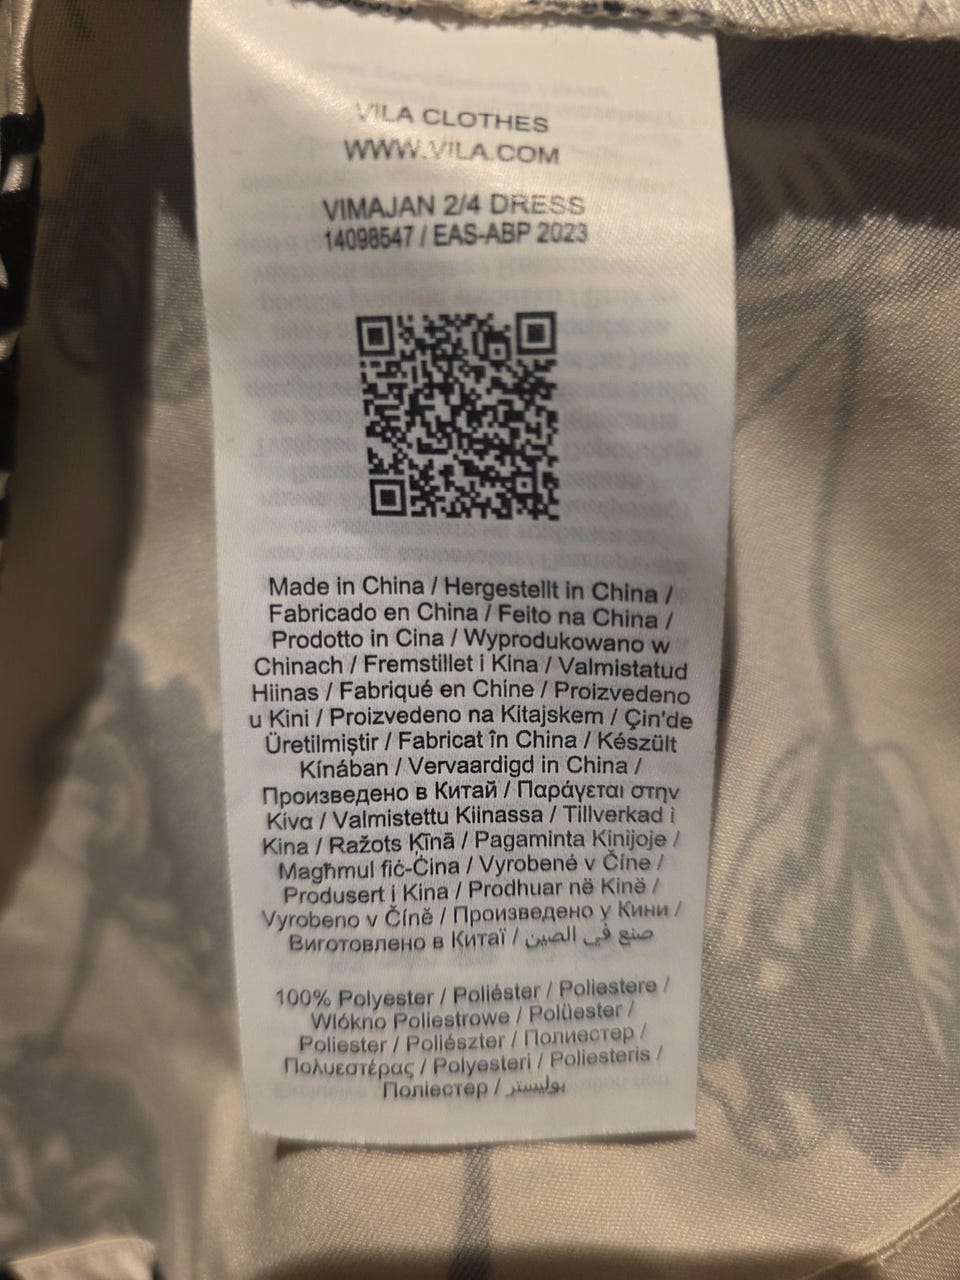 VILA CLOTHES
WWW.VILA.COM
VIMAJAN 2/4 DRESS
14098547 / EAS-ABP 2023
Made in China / Hergestellt in China /
Fabricado en China / Feito na China /
Prodotto in Cina / Wyprodukowano w
Chinach / Fremstillet i Kina / Valmistatud
Hiinas / Fabriqué en Chine / Proizvedeno
u Kini / Proizvedeno na Kitajskem / Çin'de
Üretilmiştir / Fabricat în China / Készült
Kínában / Vervaardigd in China /
Произведено в Китай / Παράγεται στην
Κίνα / Valmistettu Kiinassa / Tillverkad i
Kina / Ražots Ķīnā / Pagaminta Kinijoje /
Magħmul fiċ-Ċina / Vyrobené v Číne /
Produsert i Kina / Prodhuar në Kinë /
Vyrobeno v Číně / Произведено у Кини /
Виготовлено в Китаї / صنع في الصين
100% Polyester / Poliéster / Poliestere /
Włókno Poliestrowe / Polüester /
Poliester / Poliészter / Полиестер /
Πολυεστέρας / Polyesteri / Poliesteris /
Поліестер / بوليستر